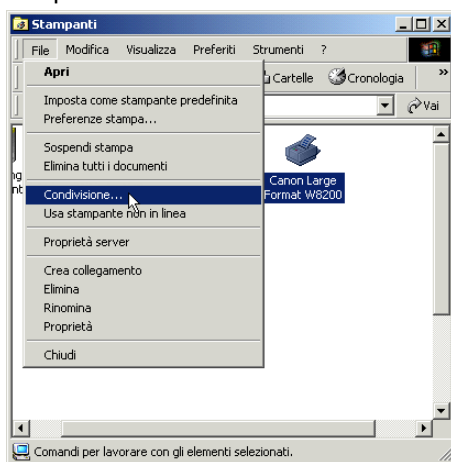 Stampanti
File Modifica Visualizza Preferiti Strumenti ?
Cartelle Cronologia »
Vai
Apri
Imposta come stampante predefinita
Preferenze stampa...
Sospendi stampa
Elimina tutti i documenti
Condivisione...
Usa stampante non in linea
Proprietà server
Crea collegamento
Elimina
Rinomina
Proprietà
Chiudi
Canon Large
Format W8200
Comandi per lavorare con gli elementi selezionati.